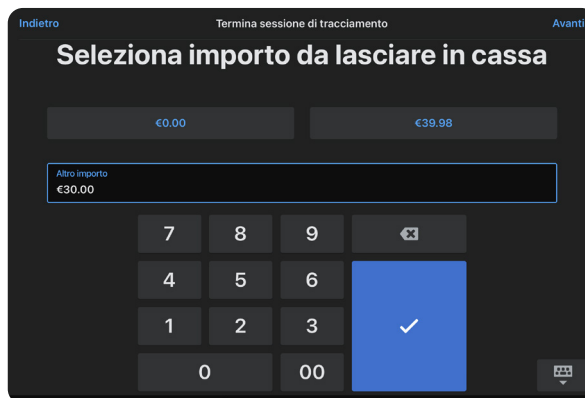 Indietro Termina sessione di tracciamento Avanti
Seleziona importo da lasciare in cassa
€0.00 €39.98
Altro importo
€30.00
7 8 9
4 5 6
1 2 3
0 00